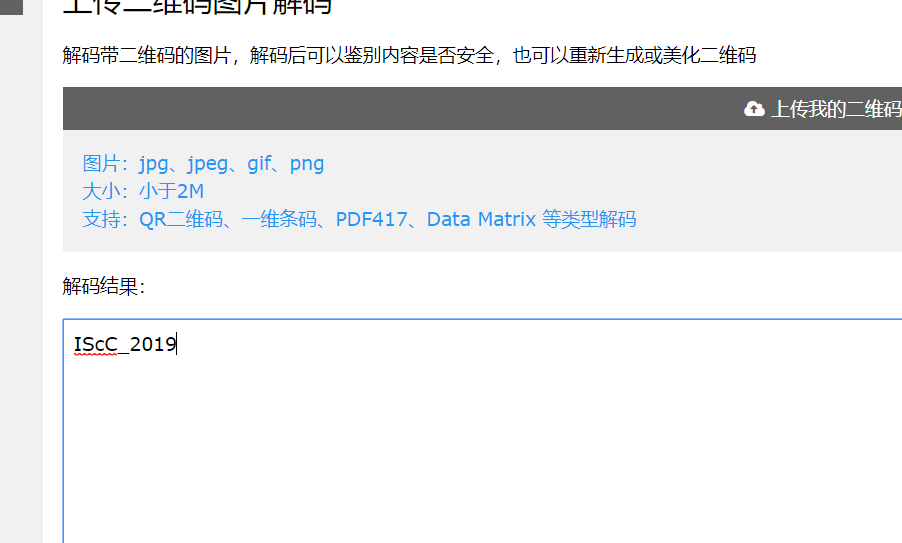 上传二维码图片解码
解码带二维码的图片，解码后可以鉴别内容是否安全，也可以重新生成或美化二维码
上传我的二维码
图片：jpg、jpeg、gif、png
大小：小于2M
支持：QR二维码、一维条码、PDF417、Data Matrix 等类型解码
解码结果：
IScC_2019